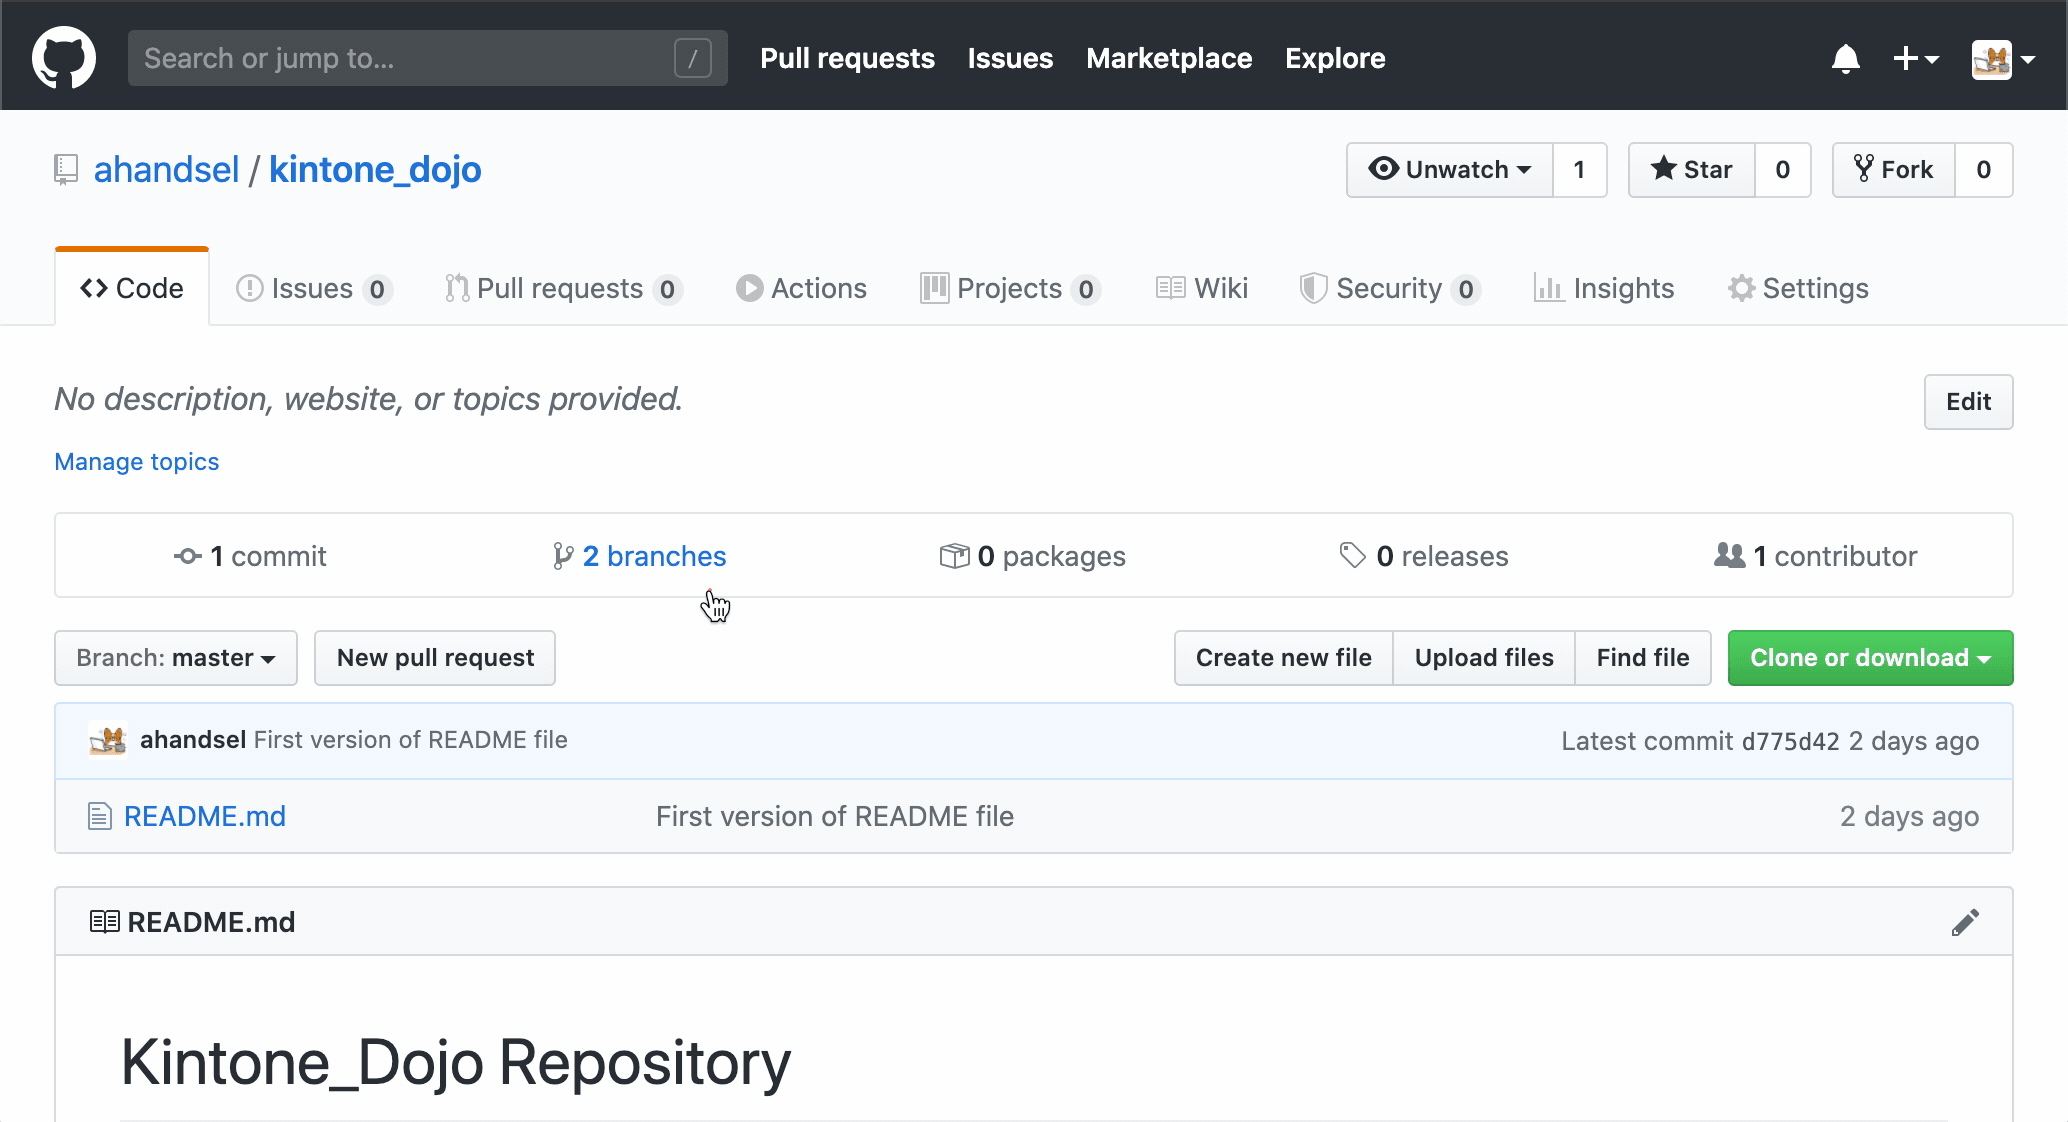 Search or jump to... / Pull requests Issues Marketplace Explore
ahandsel / kintone_dojo Unwatch 1 Star 0 Fork 0
Code Issues 0 Pull requests 0 Actions Projects 0 Wiki Security 0 Insights Settings
No description, website, or topics provided. Edit
Manage topics
1 commit 2 branches 0 packages 0 releases 1 contributor
Branch: master New pull request Create new file Upload files Find file Clone or download
ahandsel First version of README file Latest commit d775d42 2 days ago
README.md First version of README file 2 days ago
README.md
Kintone_Dojo Repository